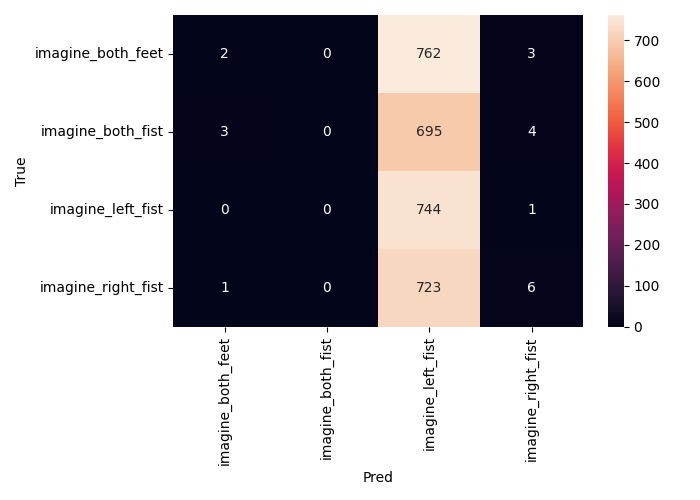 imagine_both_feet 2 0 762 3
imagine_both_fist 3 0 695 4
imagine_left_fist 0 0 744 1
imagine_right_fist 1 0 723 6
True
imagine_both_feet
imagine_both_fist
imagine_left_fist
imagine_right_fist
Pred
700
600
500
400
300
200
100
0